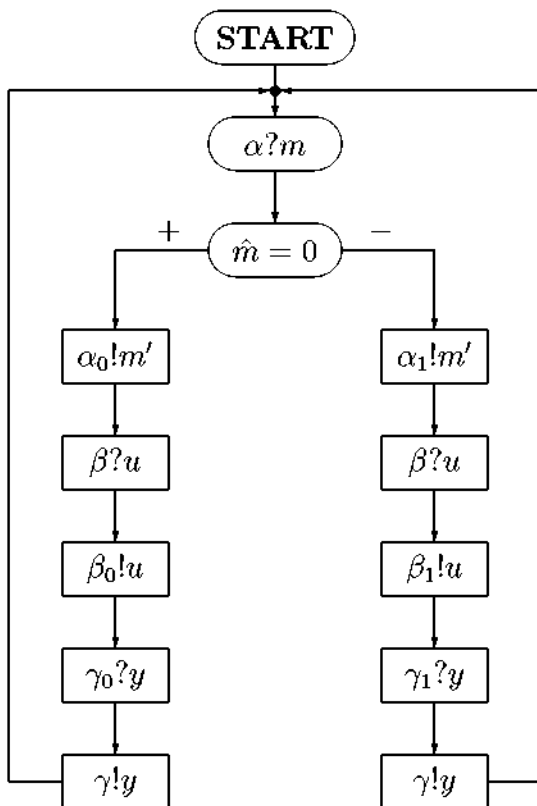 START
α?m
+ m̂ = 0 −
α₀!m′ α₁!m′
β?u β?u
β₀!u β₁!u
γ₀?y γ₁?y
γ!y γ!y